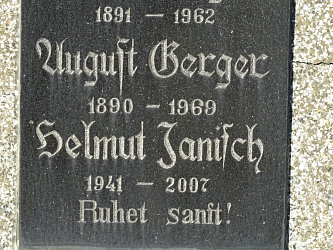 1891 – 1962
August Gerger
1890 – 1969
Helmut Janisch
1941 – 2007
Ruhet sanft!